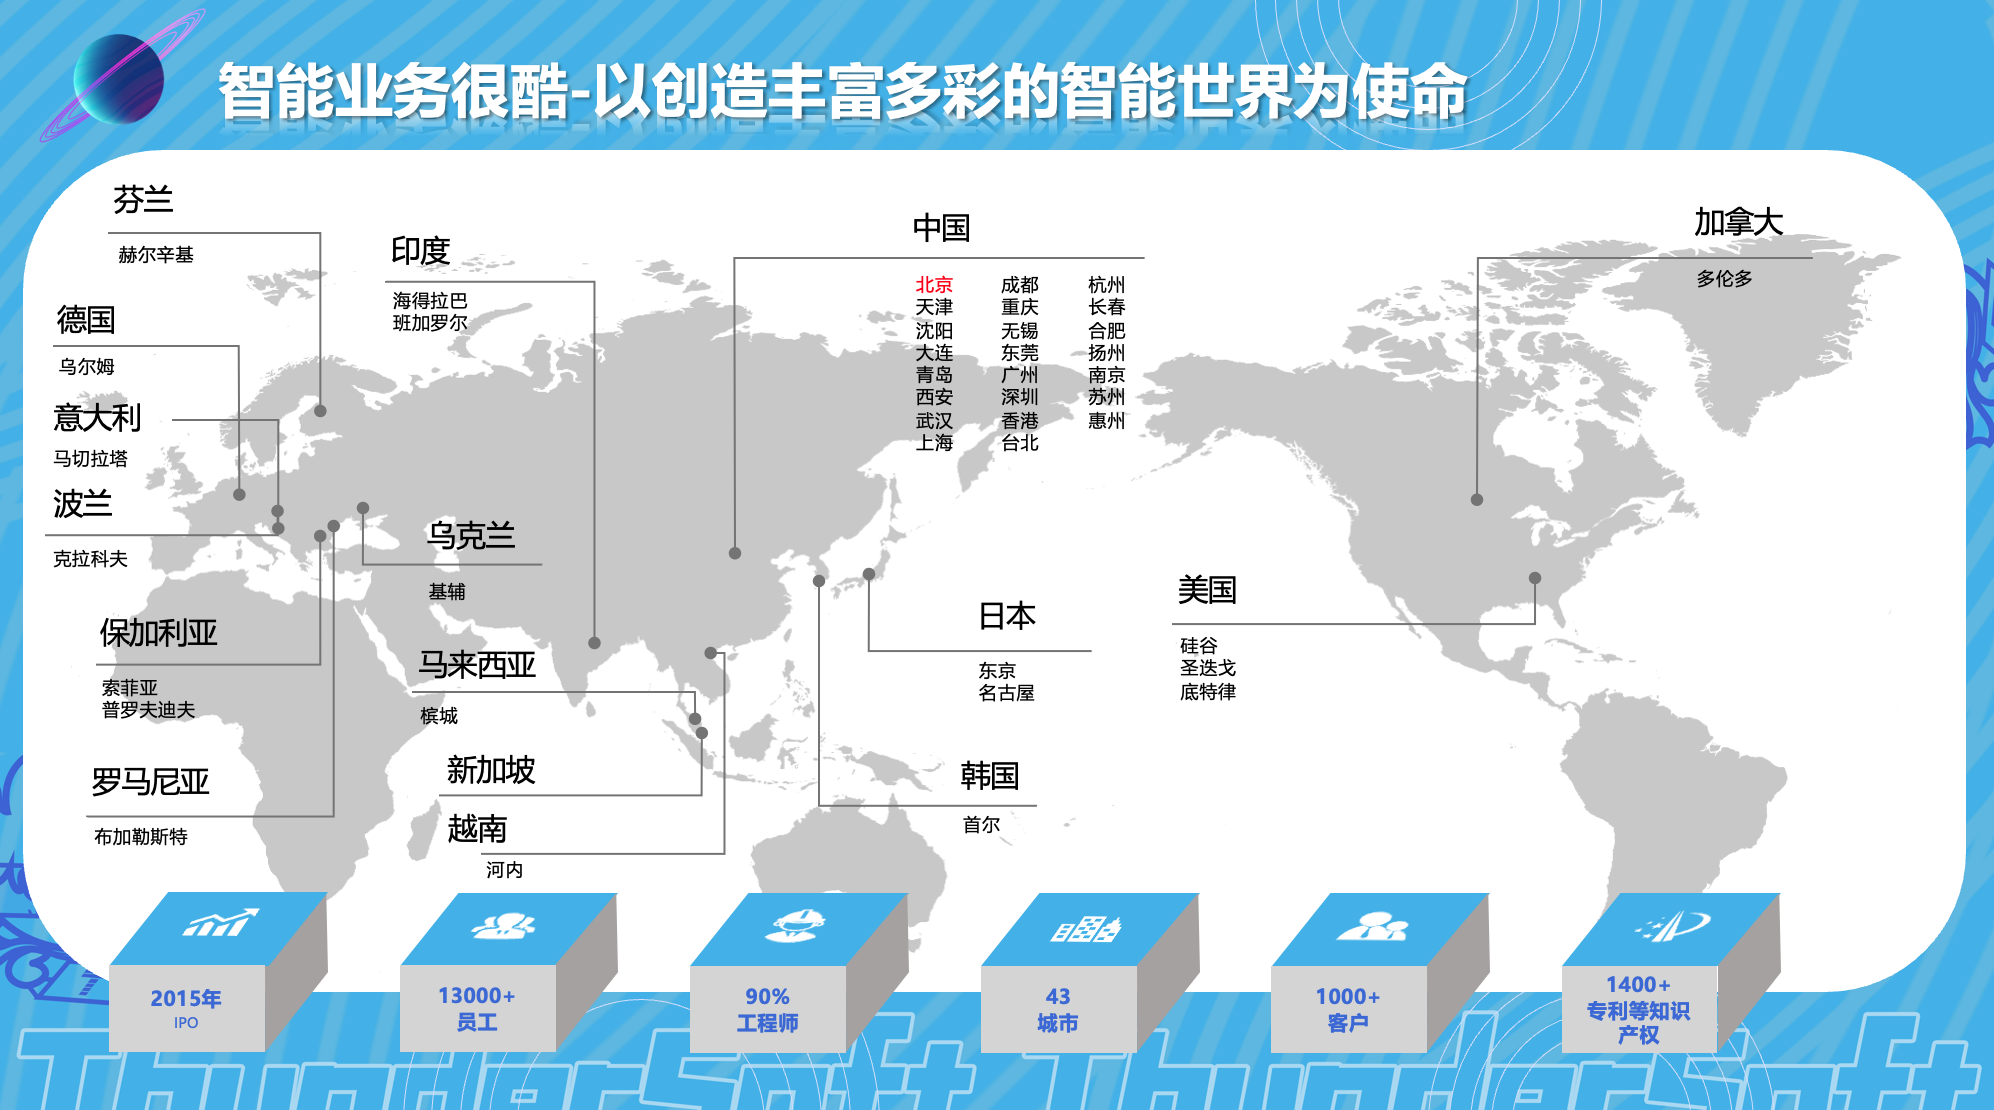 智能业务很酷-以创造丰富多彩的智能世界为使命
芬兰
赫尔辛基
德国
乌尔姆
意大利
马切拉塔
波兰
克拉科夫
保加利亚
索菲亚
普罗夫迪夫
罗马尼亚
布加勒斯特
印度
海得拉巴
班加罗尔
乌克兰
基辅
马来西亚
槟城
新加坡
越南
河内
中国
北京
天津
沈阳
大连
青岛
西安
武汉
上海
成都
重庆
无锡
东莞
广州
深圳
香港
台北
杭州
长春
合肥
扬州
南京
苏州
惠州
日本
东京
名古屋
韩国
首尔
加拿大
多伦多
美国
硅谷
圣迭戈
底特律
2015年
IPO
13000+
员工
90%
工程师
43
城市
1000+
客户
1400+
专利等知识
产权
ThunderSoft ThunderSoft